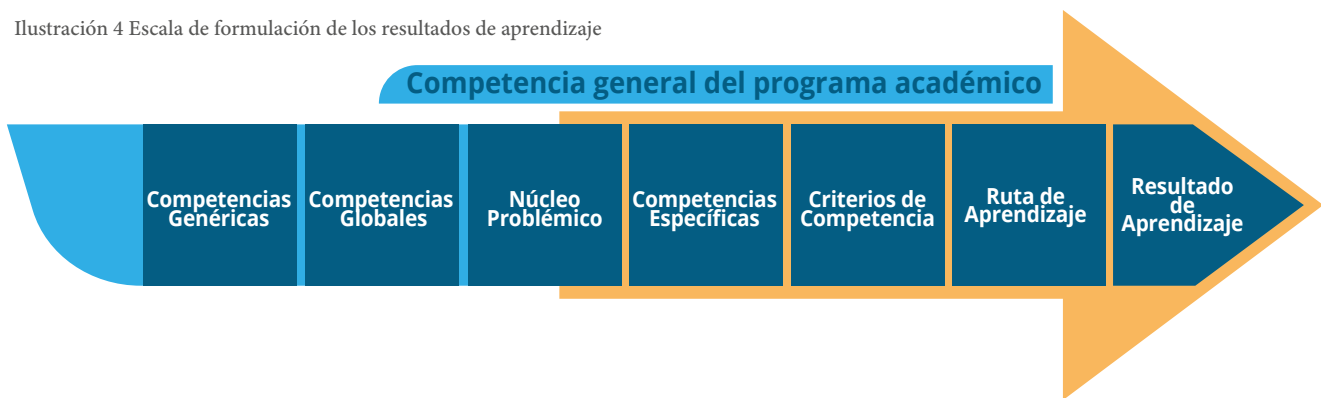 Ilustración 4 Escala de formulación de los resultados de aprendizaje
Competencia general del programa académico
Competencias
Genéricas
Competencias
Globales
Núcleo
Problémico
Competencias
Específicas
Criterios de
Competencia
Ruta de
Aprendizaje
Resultado
de
Aprendizaje